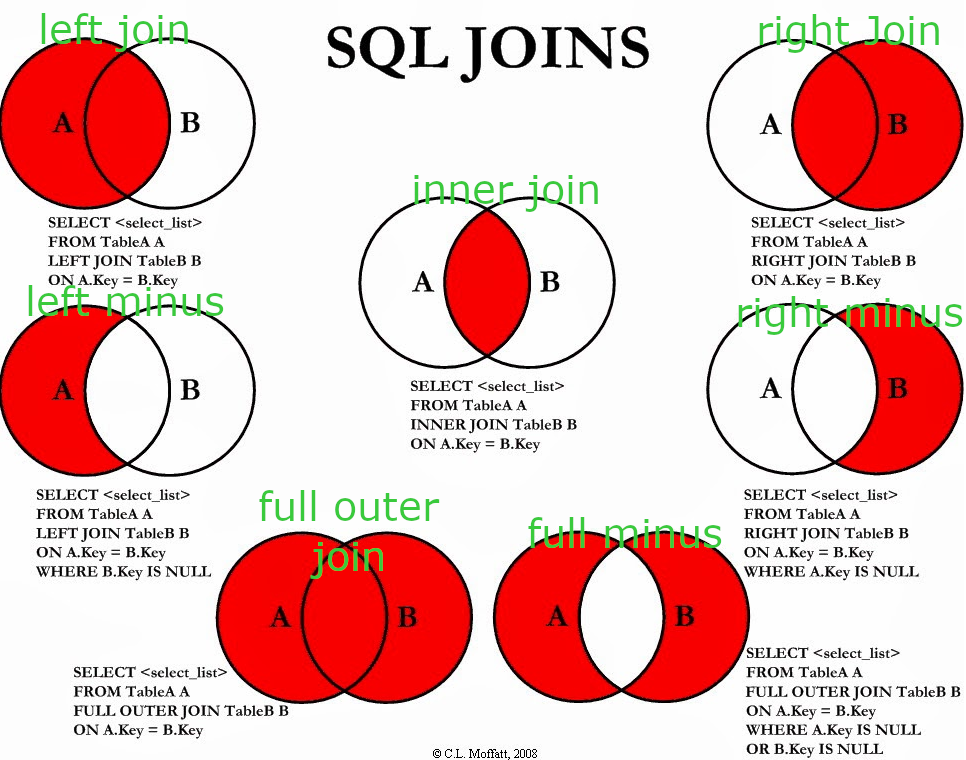 left join
SQL JOINS
right Join
A
B
A
B
SELECT <select_list>
FROM TableA A
LEFT JOIN TableB B
ON A.Key = B.Key
inner join
A
B
SELECT <select_list>
FROM TableA A
INNER JOIN TableB B
ON A.Key = B.Key
SELECT <select_list>
FROM TableA A
RIGHT JOIN TableB B
ON A.Key = B.Key
left minus
A
B
SELECT <select_list>
FROM TableA A
LEFT JOIN TableB B
ON A.Key = B.Key
WHERE B.Key IS NULL
right minus
A
B
SELECT <select_list>
FROM TableA A
RIGHT JOIN TableB B
ON A.Key = B.Key
WHERE A.Key IS NULL
full outer
join
A
B
SELECT <select_list>
FROM TableA A
FULL OUTER JOIN TableB B
ON A.Key = B.Key
full minus
A
B
SELECT <select_list>
FROM TableA A
FULL OUTER JOIN TableB B
ON A.Key = B.Key
WHERE A.Key IS NULL
OR B.Key IS NULL
© C.L. Moffatt, 2008